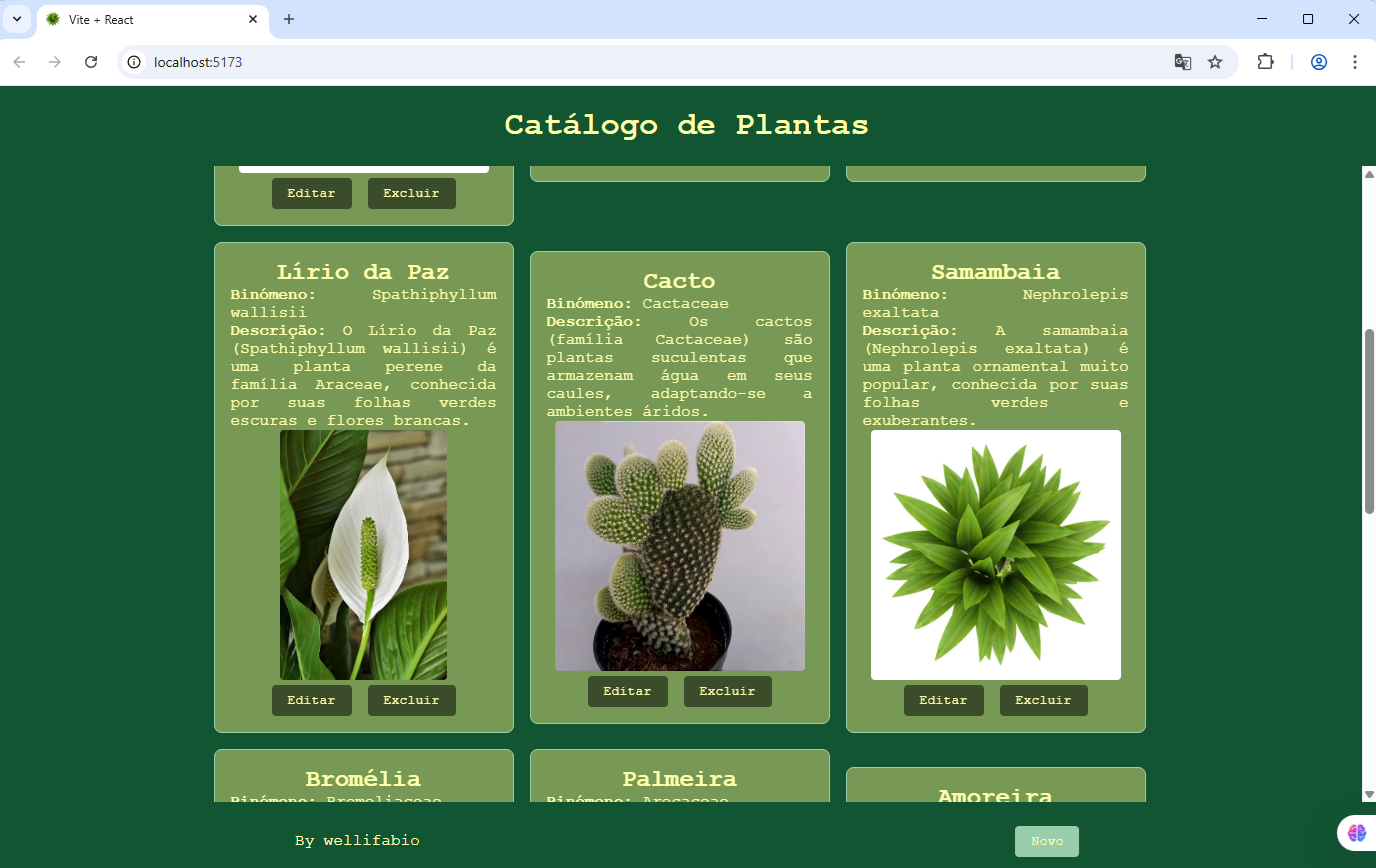 Vite + React
localhost:5173
Catálogo de Plantas
Editar Excluir
Lírio da Paz
Binómeno: Spathiphyllum
wallisii
Descrição: O Lírio da Paz
(Spathiphyllum wallisii) é
uma planta perene da
família Araceae, conhecida
por suas folhas verdes
escuras e flores brancas.
Editar Excluir
Cacto
Binómeno: Cactaceae
Descrição: Os cactos
(família Cactaceae) são
plantas suculentas que
armazenam água em seus
caules, adaptando-se a
ambientes áridos.
Editar Excluir
Samambaia
Binómeno: Nephrolepis
exaltata
Descrição: A samambaia
(Nephrolepis exaltata) é
uma planta ornamental muito
popular, conhecida por suas
folhas verdes e
exuberantes.
Editar Excluir
Bromélia
Binómeno: Bromeliaceae
Palmeira
Binómeno: Arecaceae
Amoreira
By wellifabio
Novo